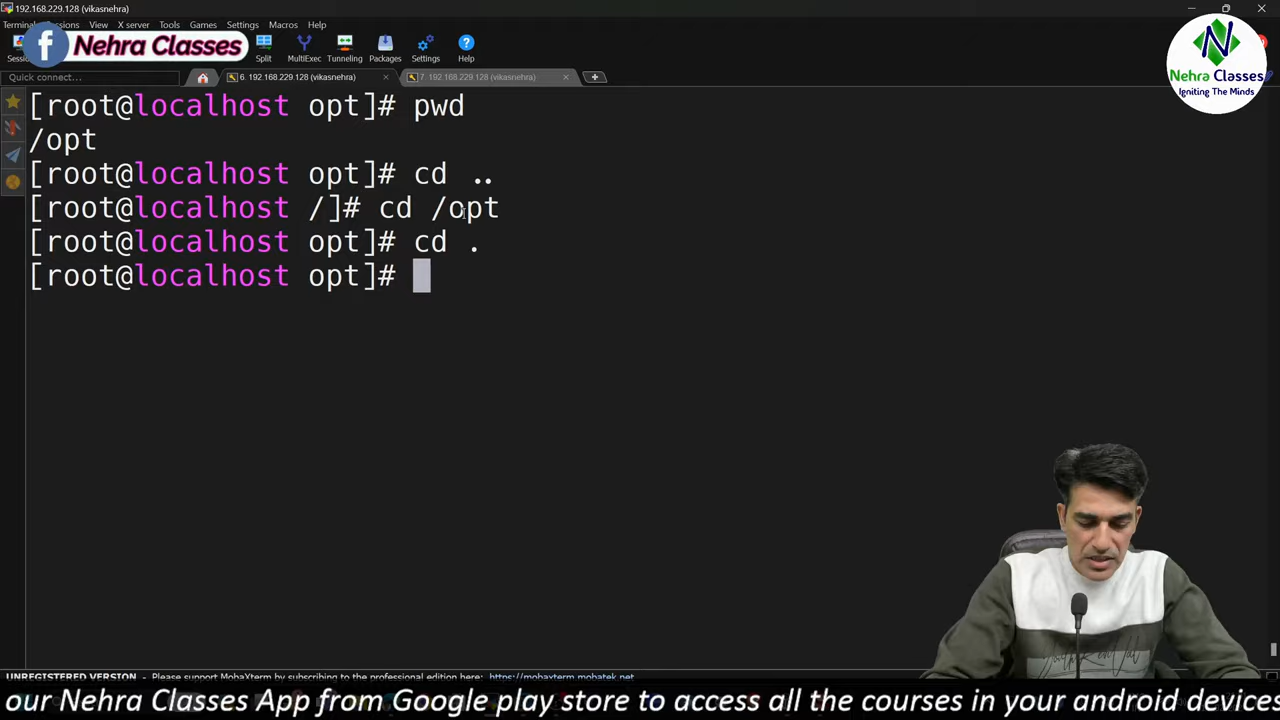 192.168.229.128 (vikasnehra)
Terminal Sessions View X server Tools Games Settings Macros Help
Nehra Classes
Split MultiExec Tunneling Packages Settings Help
Quick connect...
6. 192.168.229.128 (vikasnehra)
7. 192.168.229.128 (vikasnehra)
Nehra Classes
Igniting The Minds
[root@localhost opt]# pwd
/opt
[root@localhost opt]# cd ..
[root@localhost /]# cd /opt
[root@localhost opt]# cd .
[root@localhost opt]#
UNREGISTERED VERSION - Please support MobaXterm by subscribing to the professional edition here: https://mobaxterm.mobatek.net
our Nehra Classes App from Google play store to access all the courses in your android devices